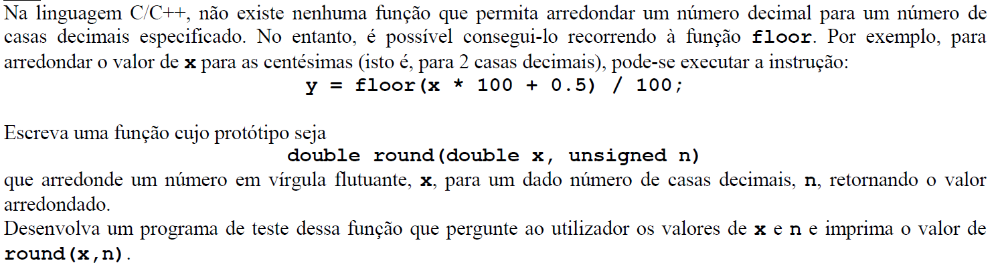 Na linguagem C/C++, não existe nenhuma função que permita arredondar um número decimal para um número de
casas decimais especificado. No entanto, é possível consegui-lo recorrendo à função floor. Por exemplo, para
arredondar o valor de x para as centésimas (isto é, para 2 casas decimais), pode-se executar a instrução:
y = floor(x * 100 + 0.5) / 100;
Escreva uma função cujo protótipo seja
double round(double x, unsigned n)
que arredonde um número em vírgula flutuante, x, para um dado número de casas decimais, n, retornando o valor
arredondado.
Desenvolva um programa de teste dessa função que pergunte ao utilizador os valores de x e n e imprima o valor de
round(x,n).